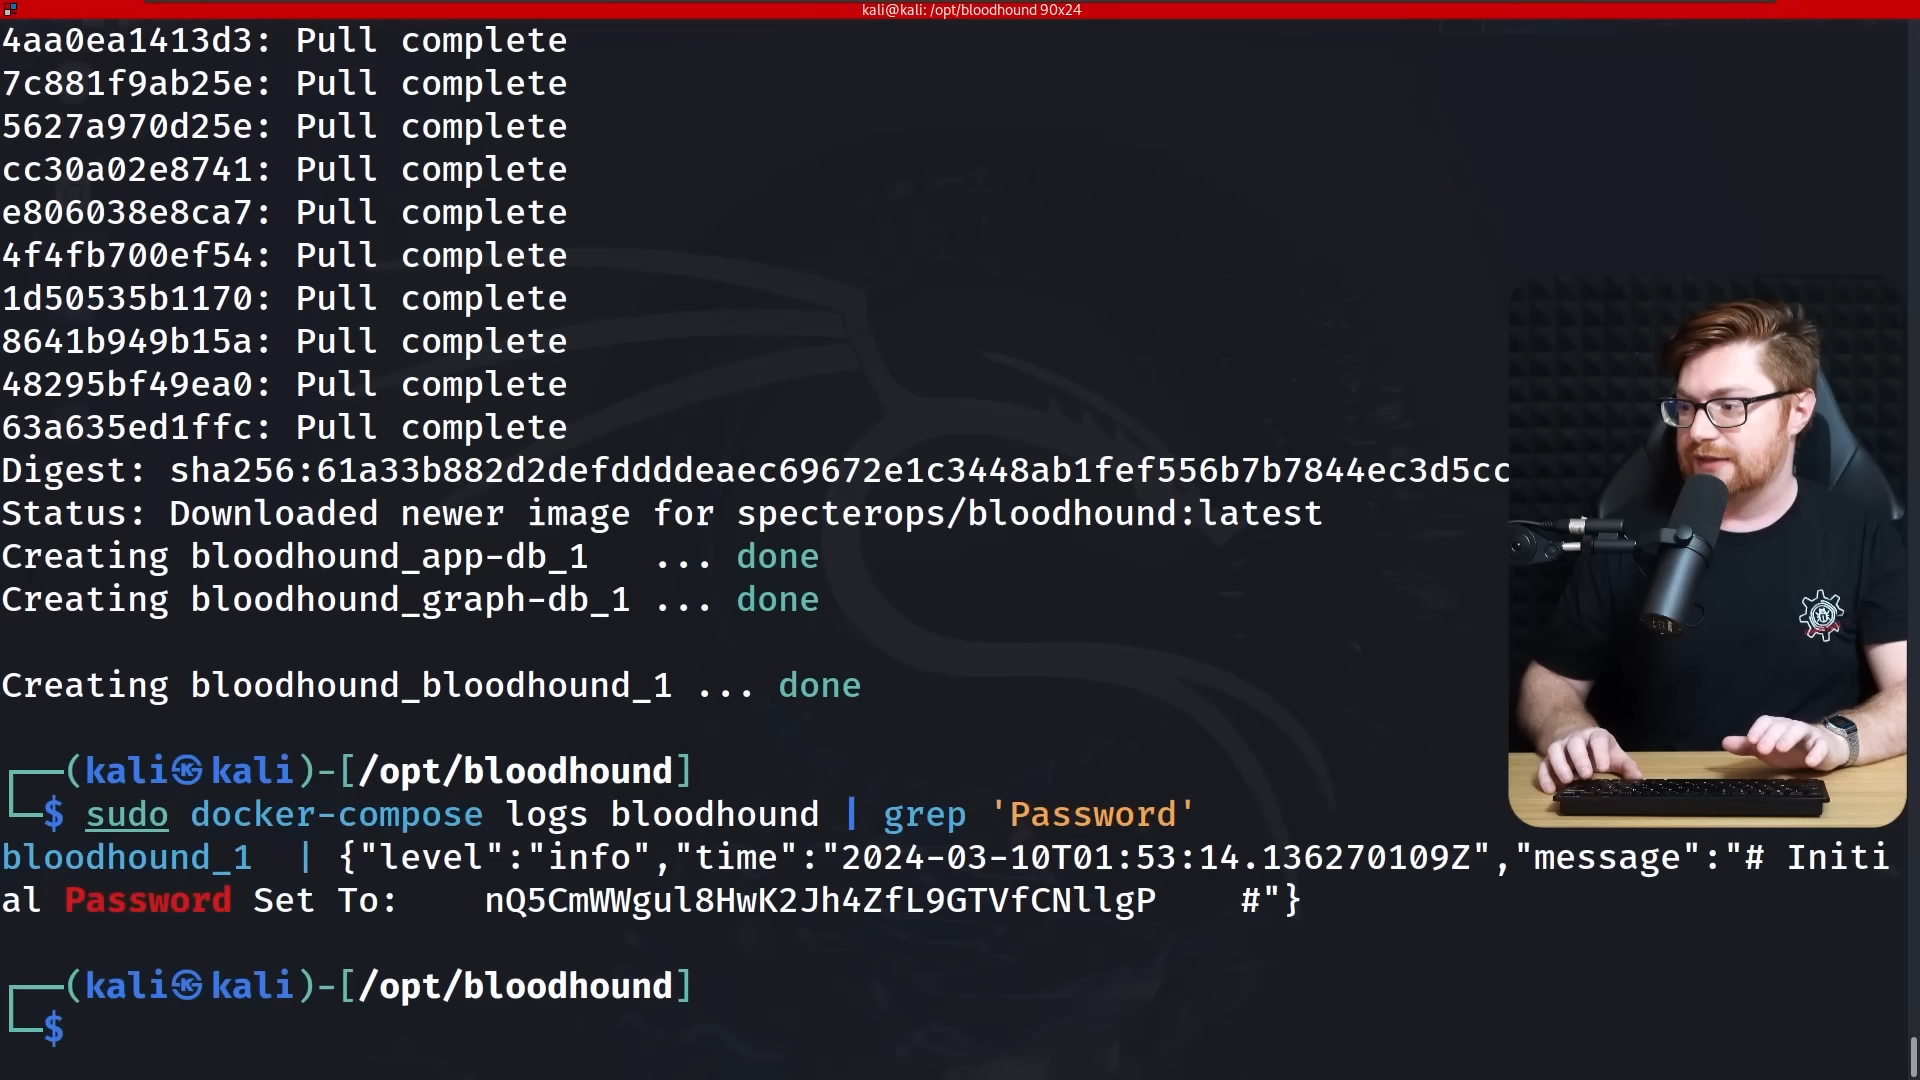 kali@kali: /opt/bloodhound 90x24
4aa0ea1413d3: Pull complete
7c881f9ab25e: Pull complete
5627a970d25e: Pull complete
cc30a02e8741: Pull complete
e806038e8ca7: Pull complete
4f4fb700ef54: Pull complete
1d50535b1170: Pull complete
8641b949b15a: Pull complete
48295bf49ea0: Pull complete
63a635ed1ffc: Pull complete
Digest: sha256:61a33b882d2defddddeaec69672e1c3448ab1fef556b7b7844ec3d5cc
Status: Downloaded newer image for specterops/bloodhound:latest
Creating bloodhound_app-db_1   ... done
Creating bloodhound_graph-db_1 ... done
Creating bloodhound_bloodhound_1 ... done
┌──(kali㉿kali)-[/opt/bloodhound]
└─$ sudo docker-compose logs bloodhound | grep 'Password'
bloodhound_1  | {"level":"info","time":"2024-03-10T01:53:14.136270109Z","message":"# Initi
al Password Set To:    nQ5CmWWgul8HwK2Jh4ZfL9GTVfCNllgP    #"}
┌──(kali㉿kali)-[/opt/bloodhound]
└─$